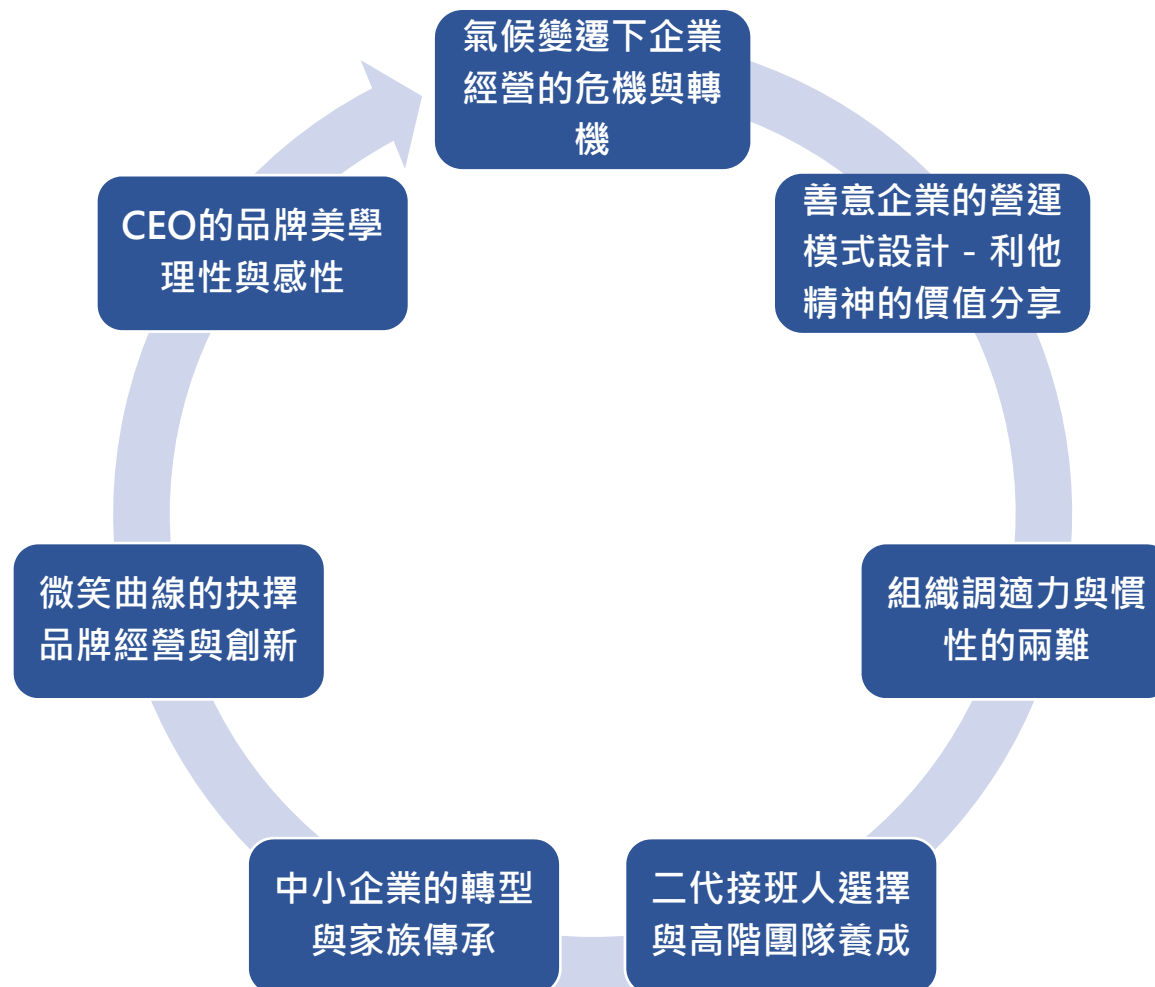 氣候變遷下企業
經營的危機與轉
機
善意企業的營運
模式設計 - 利他
精神的價值分享
組織調適力與慣
性的兩難
二代接班人選擇
與高階團隊養成
中小企業的轉型
與家族傳承
微笑曲線的抉擇
品牌經營與創新
CEO的品牌美學
理性與感性